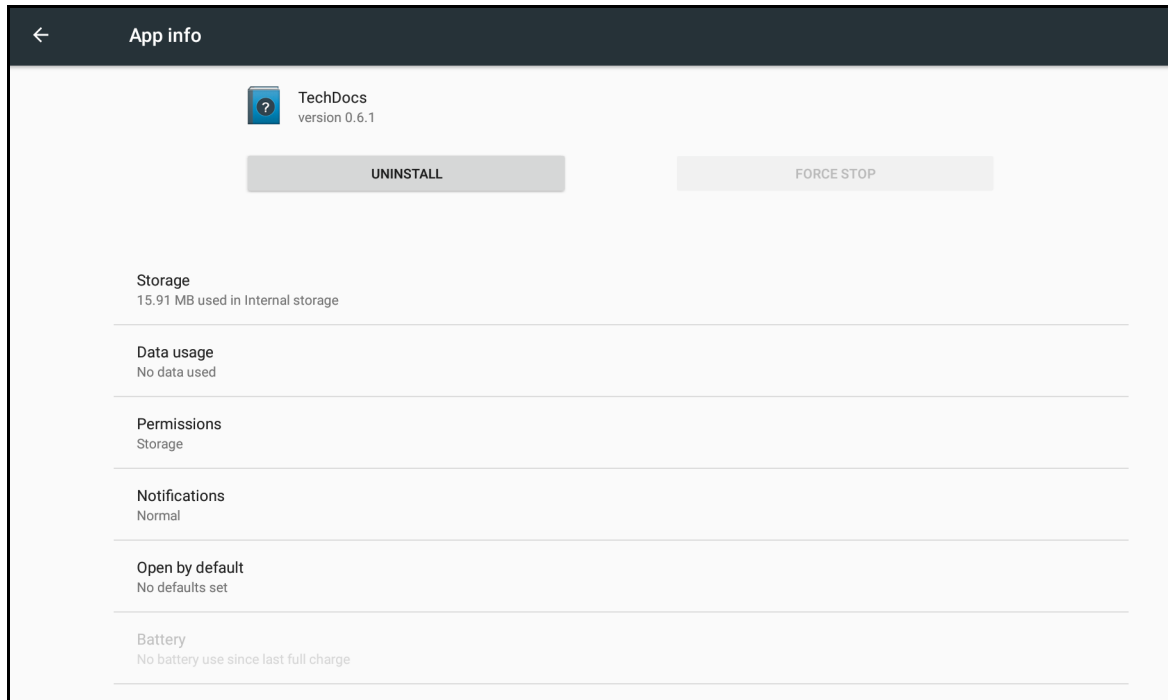 App info
TechDocs
version 0.6.1
UNINSTALL
FORCE STOP
Storage
15.91 MB used in Internal storage
Data usage
No data used
Permissions
Storage
Notifications
Normal
Open by default
No defaults set
Battery
No battery use since last full charge